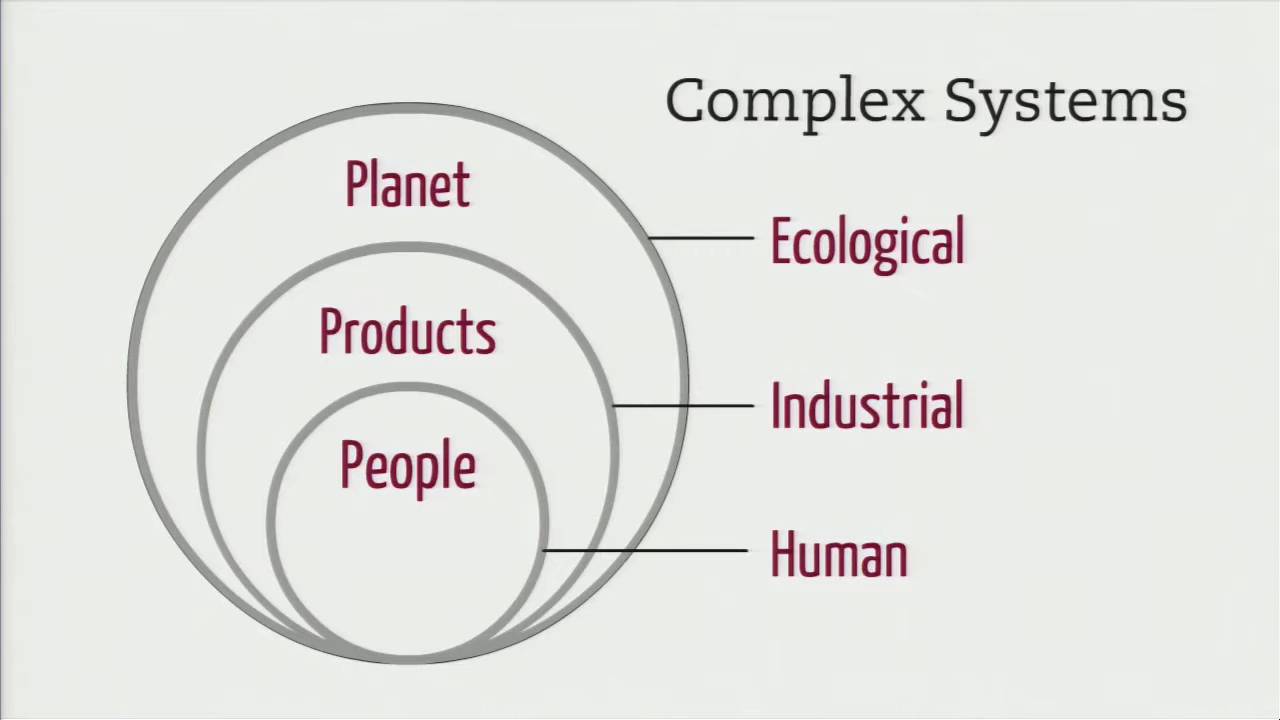 Complex Systems
Planet
Ecological
Products
Industrial
People
Human